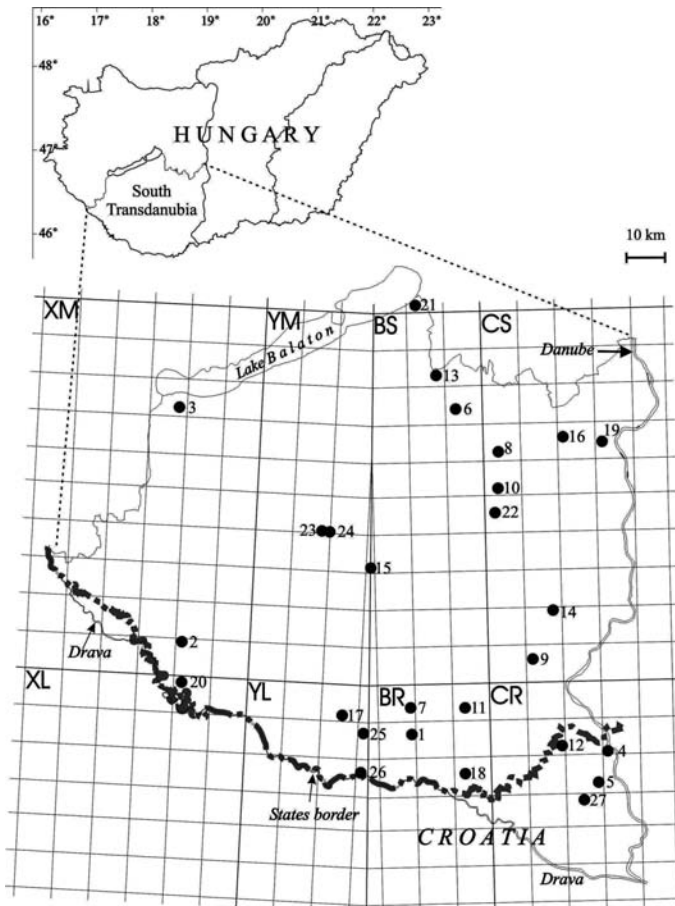 16° 17° 18° 19° 20° 21° 22° 23°
48°
HUNGARY
47°
South
Transdanubia
46°
10 km
XM
YM
BS
CS
21
Lake Balaton
Danube
13
3
6
16
19
8
10
22
23
24
15
14
2
Drava
9
XL
20
YL
BR
CR
7
11
17
25
1
12
4
26
18
5
States border
27
CROATIA
Drava